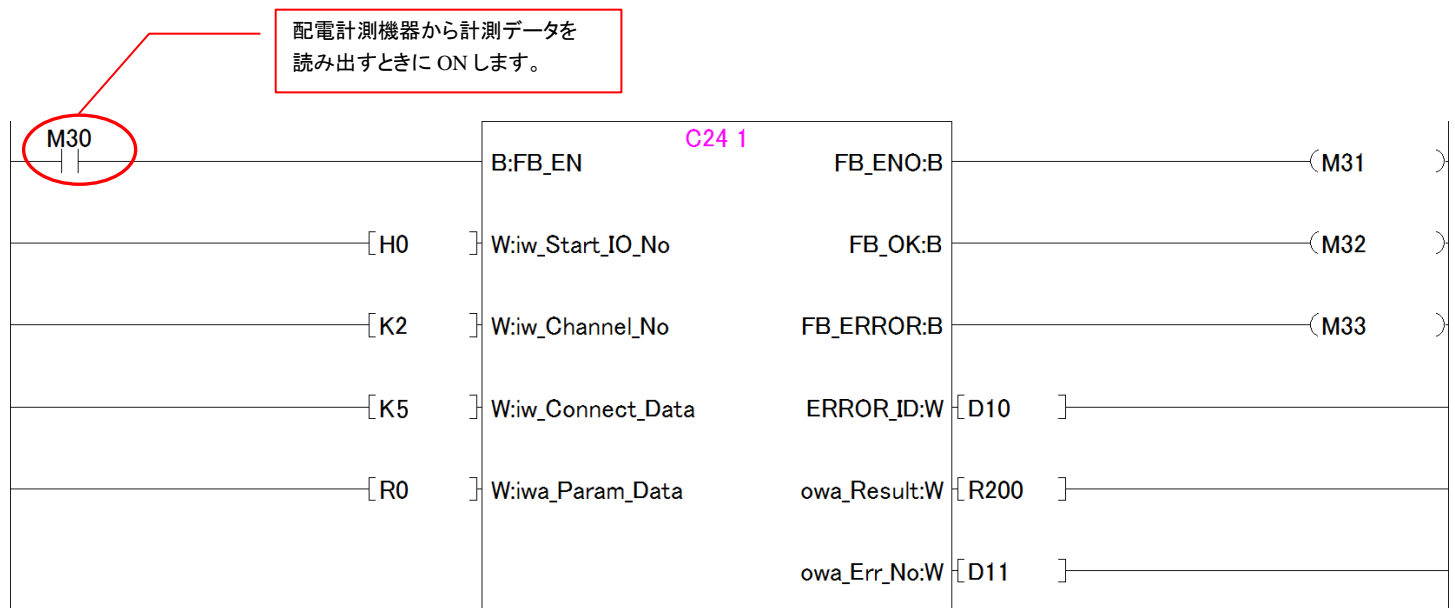 配電計測機器から計測データを
読み出すときに ON します。
M30
C24 1
B:FB_EN FB_ENO:B M31
H0 W:iw_Start_IO_No FB_OK:B M32
K2 W:iw_Channel_No FB_ERROR:B M33
K5 W:iw_Connect_Data ERROR_ID:W D10
R0 W:iwa_Param_Data owa_Result:W R200
owa_Err_No:W D11